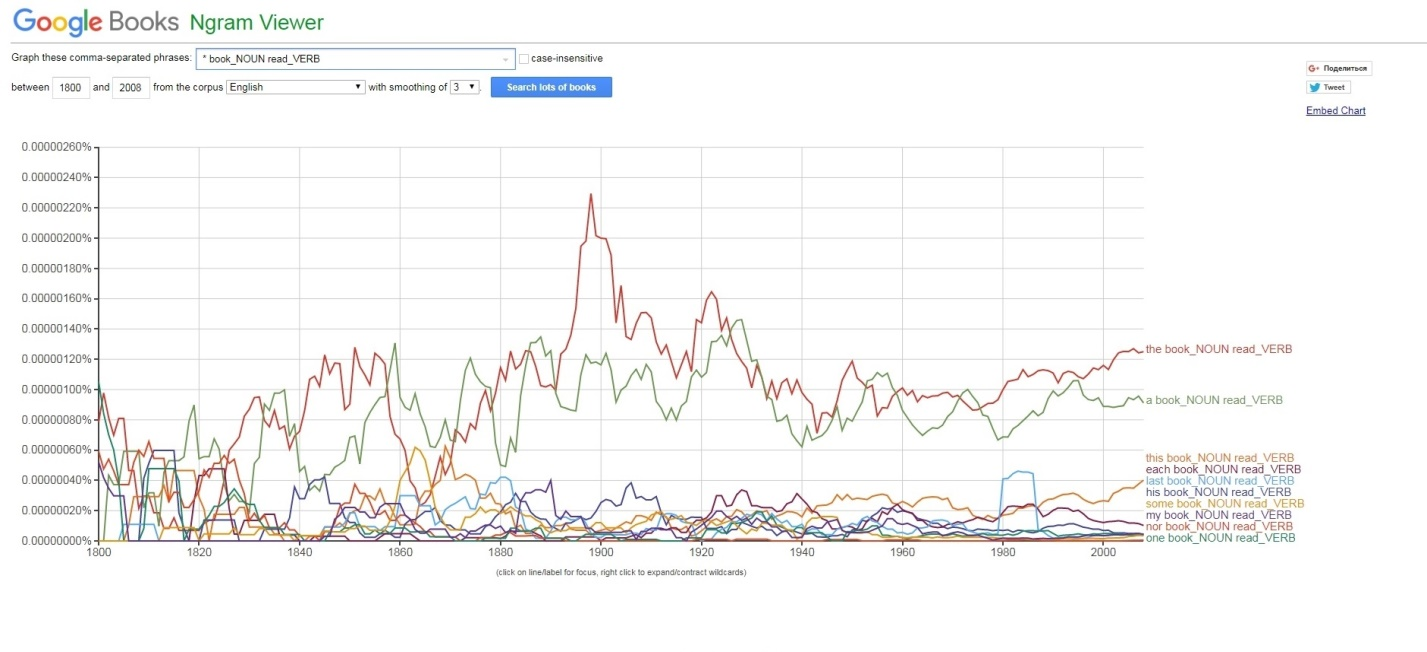 Google Books Ngram Viewer
Graph these comma-separated phrases: * book_NOUN read_VERB case-insensitive
between 1800 and 2008 from the corpus English with smoothing of 3 . Search lots of books
G+ Поделиться
Tweet
Embed Chart
0.00000260%
0.00000240%
0.00000220%
0.00000200%
0.00000180%
0.00000160%
0.00000140%
0.00000120%
0.00000100%
0.00000080%
0.00000060%
0.00000040%
0.00000020%
0.00000000%
the book_NOUN read_VERB
a book_NOUN read_VERB
this book_NOUN read_VERB
each book_NOUN read_VERB
last book_NOUN read_VERB
his book_NOUN read_VERB
some book_NOUN read_VERB
my book_NOUN read_VERB
nor book_NOUN read_VERB
one book_NOUN read_VERB
1800 1820 1840 1860 1880 1900 1920 1940 1960 1980 2000
(click on line/label for focus, right click to expand/contract wildcards)